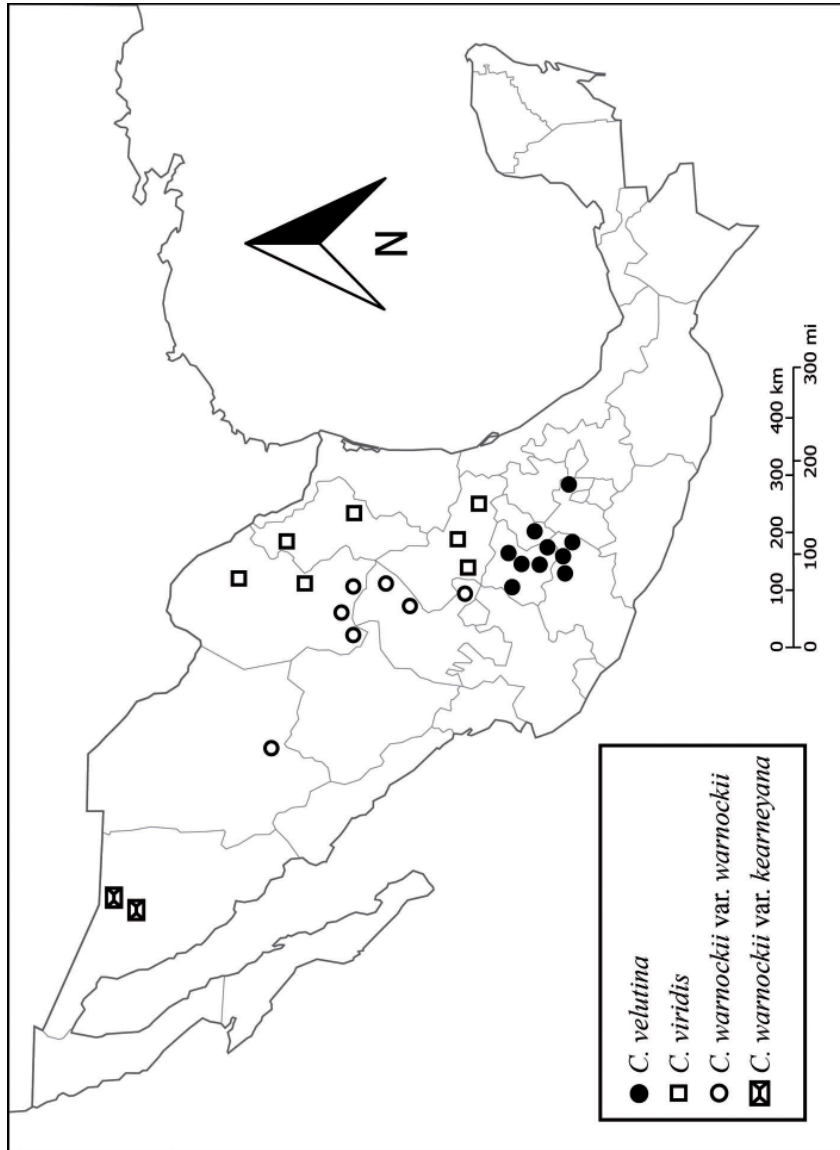 N
0 100 200 300 400 km
0 100 200 300 mi
C. velutina
C. viridis
C. warnockii var. warnockii
C. warnockii var. kearneyana